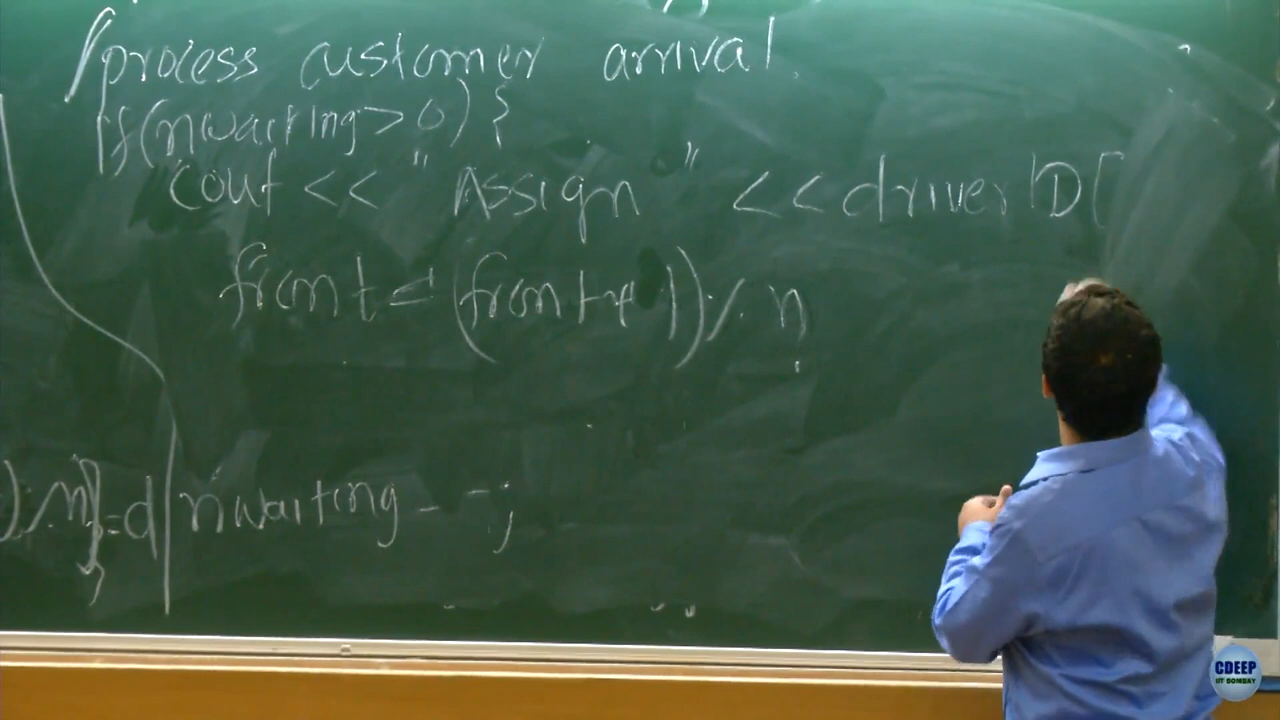 process customer arrival.
if(nwaiting>0) {
cout << " Assign " << driverID[
front = (front+1) % n
) % n] = d
nwaiting --;
}
CDEEP
IIT BOMBAY